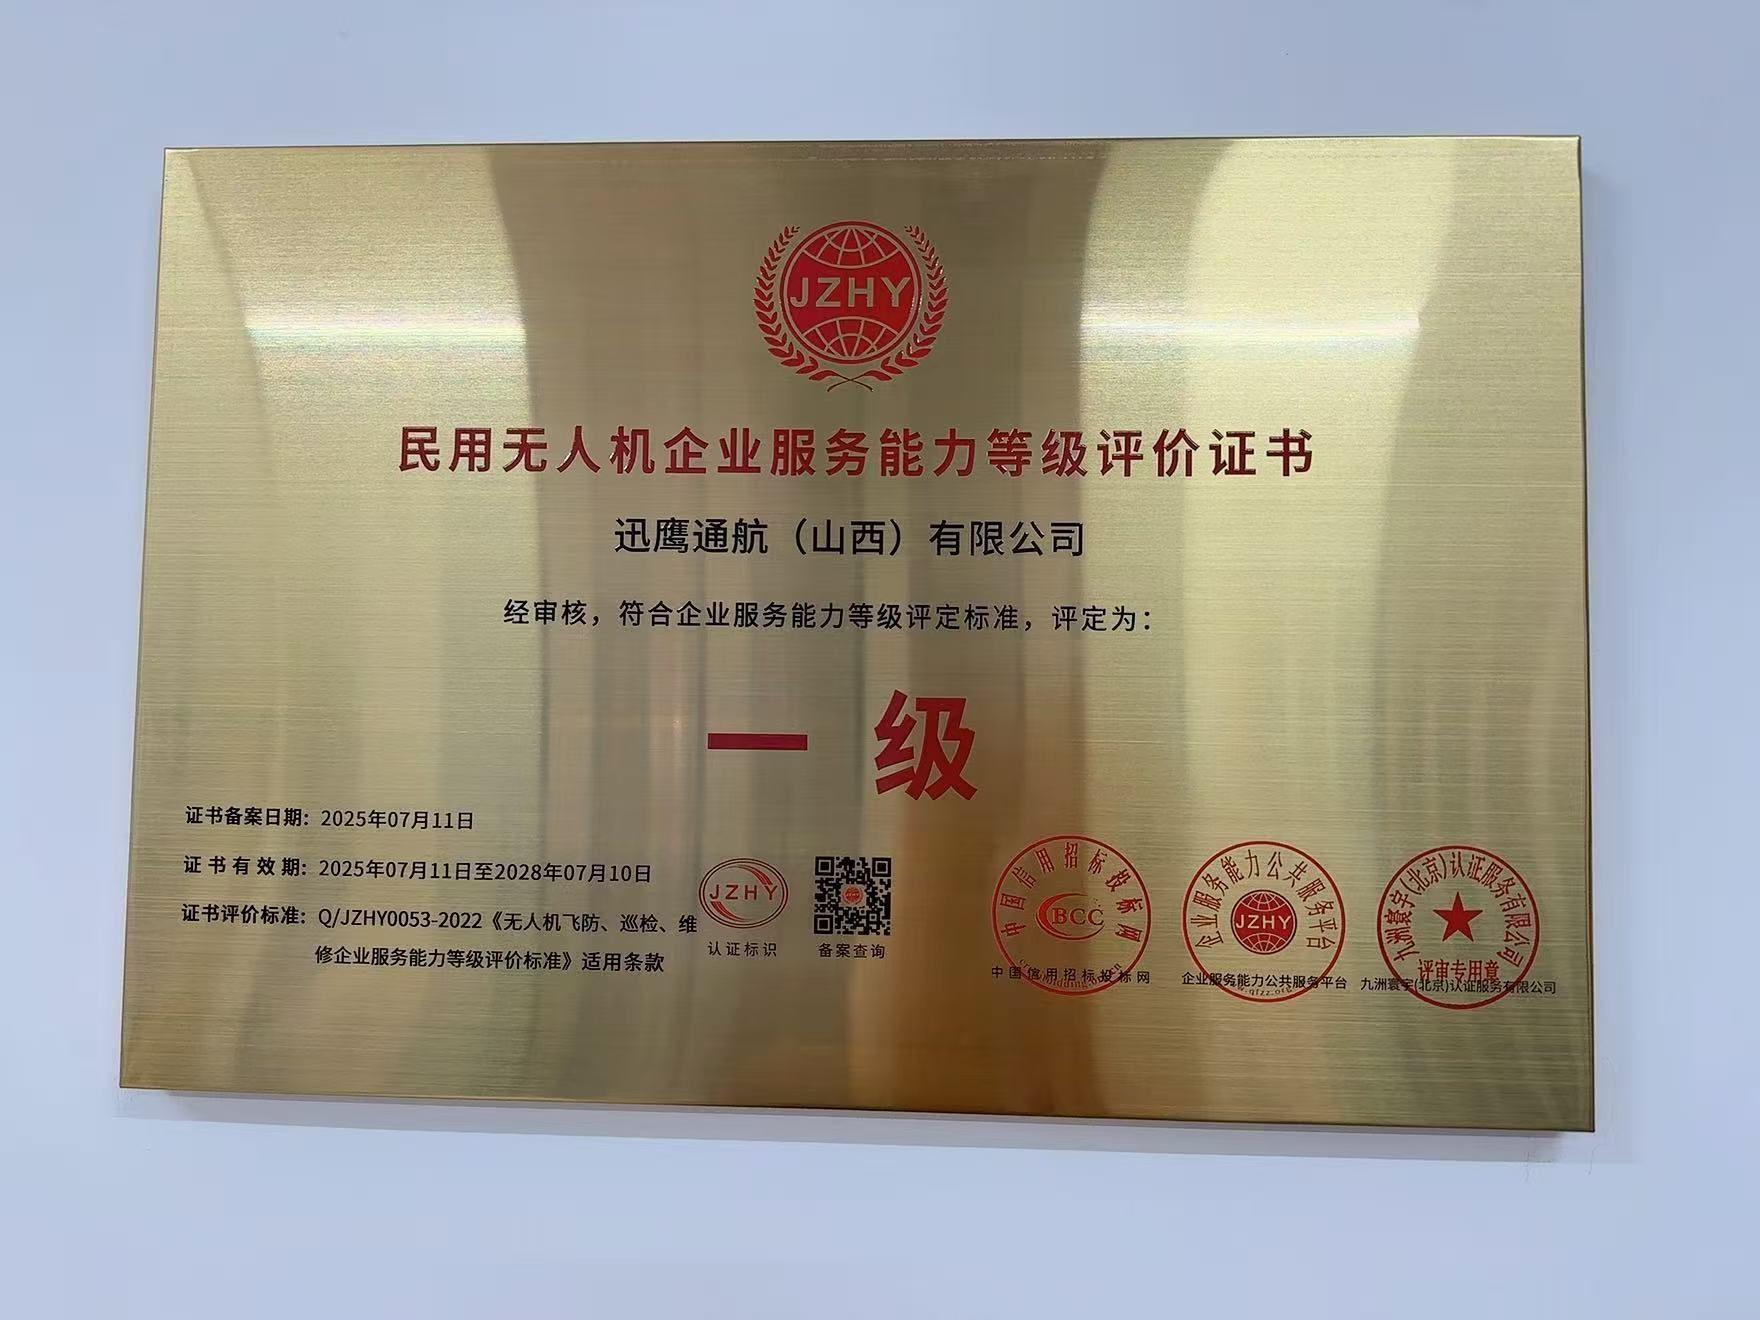 JZHY
民用无人机企业服务能力等级评价证书
迅鹰通航（山西）有限公司
经审核，符合企业服务能力等级评定标准，评定为：
一 级
证书备案日期：2025年07月11日
证书有效期：2025年07月11日至2028年07月10日
证书评价标准：Q/JZHY0053-2022《无人机飞防、巡检、维
修企业服务能力等级评价标准》适用条款
JZHY
认证标识
备案查询
中国信用招标投标网
BCC
中国信用招标投标网
企业服务能力公共服务平台
JZHY
企业服务能力公共服务平台
九洲寰宇(北京)认证服务有限公司
评审专用章
九洲寰宇(北京)认证服务有限公司